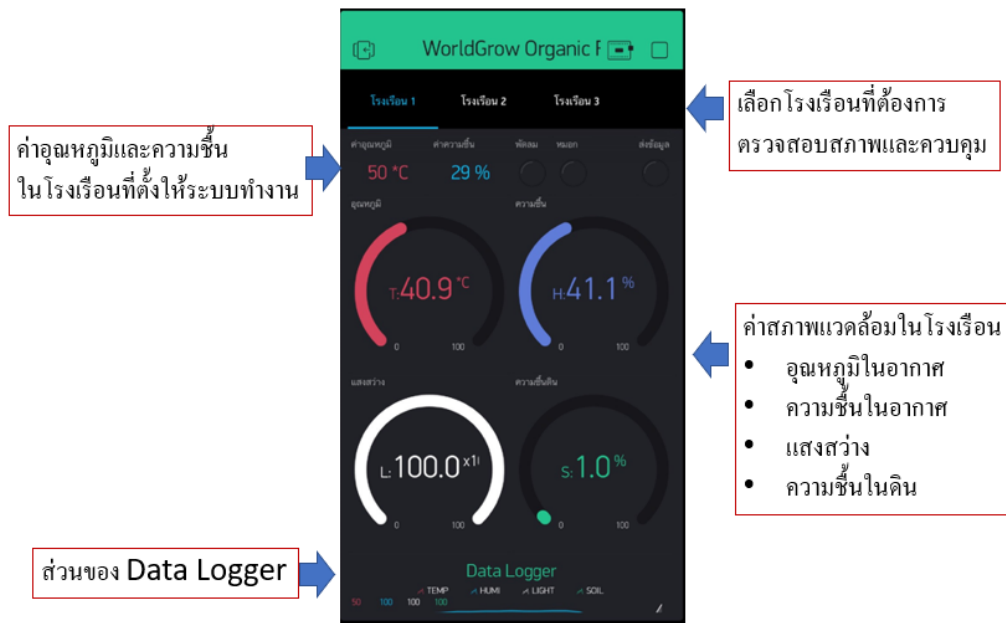 WorldGrow Organic F
โรงเรือน 1 โรงเรือน 2 โรงเรือน 3
เลือกโรงเรือนที่ต้องการ
ตรวจสอบสภาพและควบคุม
ค่าอุณหภูมิและความชื้น
ในโรงเรือนที่ตั้งให้ระบบทำงาน
ค่าอุณหภูมิ ค่าความชื้น พัดลม หมอก ส่งข้อมูล
50 °C 29 %
อุณหภูมิ ความชื้น
T:40.9 °C H:41.1 %
0 100 0 100
ค่าสภาพแวดล้อมในโรงเรือน
• อุณหภูมิในอากาศ
• ความชื้นในอากาศ
• แสงสว่าง
• ความชื้นในดิน
แสงสว่าง ความชื้นดิน
L:100.0 x1 S:1.0 %
0 100 0 100
ส่วนของ Data Logger
Data Logger
TEMP HUMI LIGHT SOIL
50 100 100 100